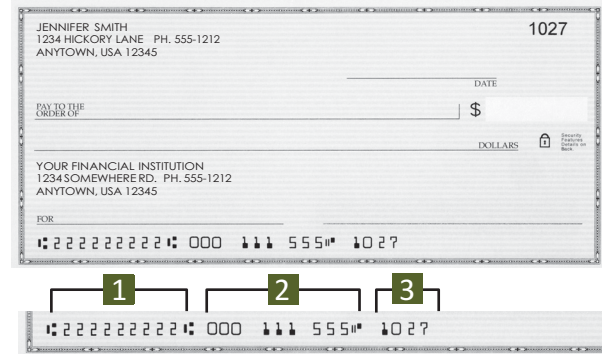 JENNIFER SMITH
1027
1234 HICKORY LANE PH. 555-1212
ANYTOWN, USA 12345
DATE
PAY TO THE
ORDER OF
$
DOLLARS
Security
Features
Details on
Back
YOUR FINANCIAL INSTITUTION
1234 SOMEWHERE RD. PH. 555-1212
ANYTOWN, USA 12345
FOR
⑆222222222⑆ 000 111 555⑈ 1027
1 2 3
⑆222222222⑆ 000 111 555⑈ 1027